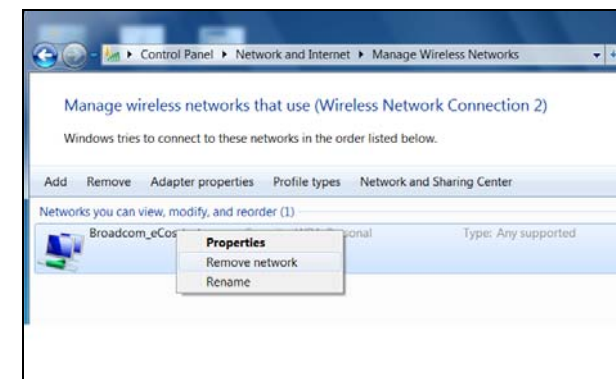 Control Panel ▸ Network and Internet ▸ Manage Wireless Networks
Manage wireless networks that use (Wireless Network Connection 2)
Windows tries to connect to these networks in the order listed below.
Add Remove Adapter properties Profile types Network and Sharing Center
Networks you can view, modify, and reorder (1)
Type: Any supported
Properties
Remove network
Rename